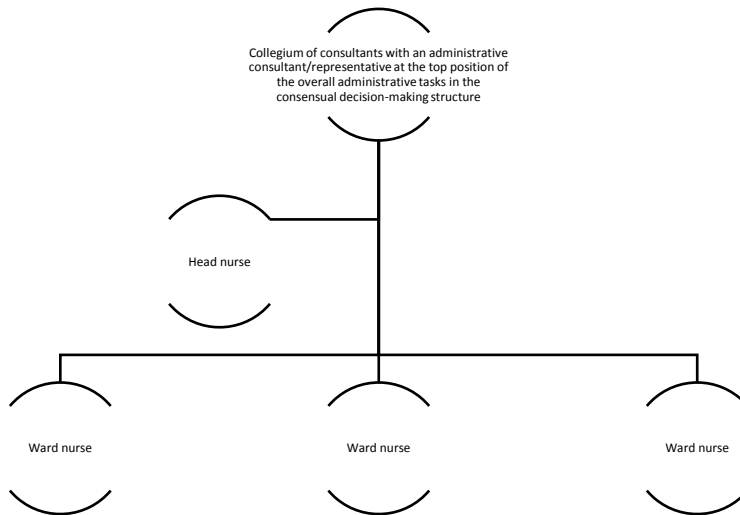 Collegium of consultants with an administrative
consultant/representative at the top position of
the overall administrative tasks in the
consensual decision-making structure
Head nurse
Ward nurse
Ward nurse
Ward nurse